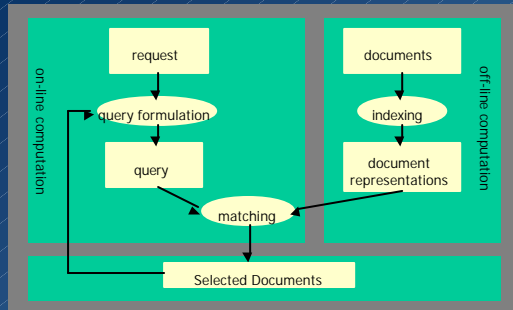 on-line computation
request
query formulation
query
matching
documents
indexing
document
representations
off-line computation
Selected Documents